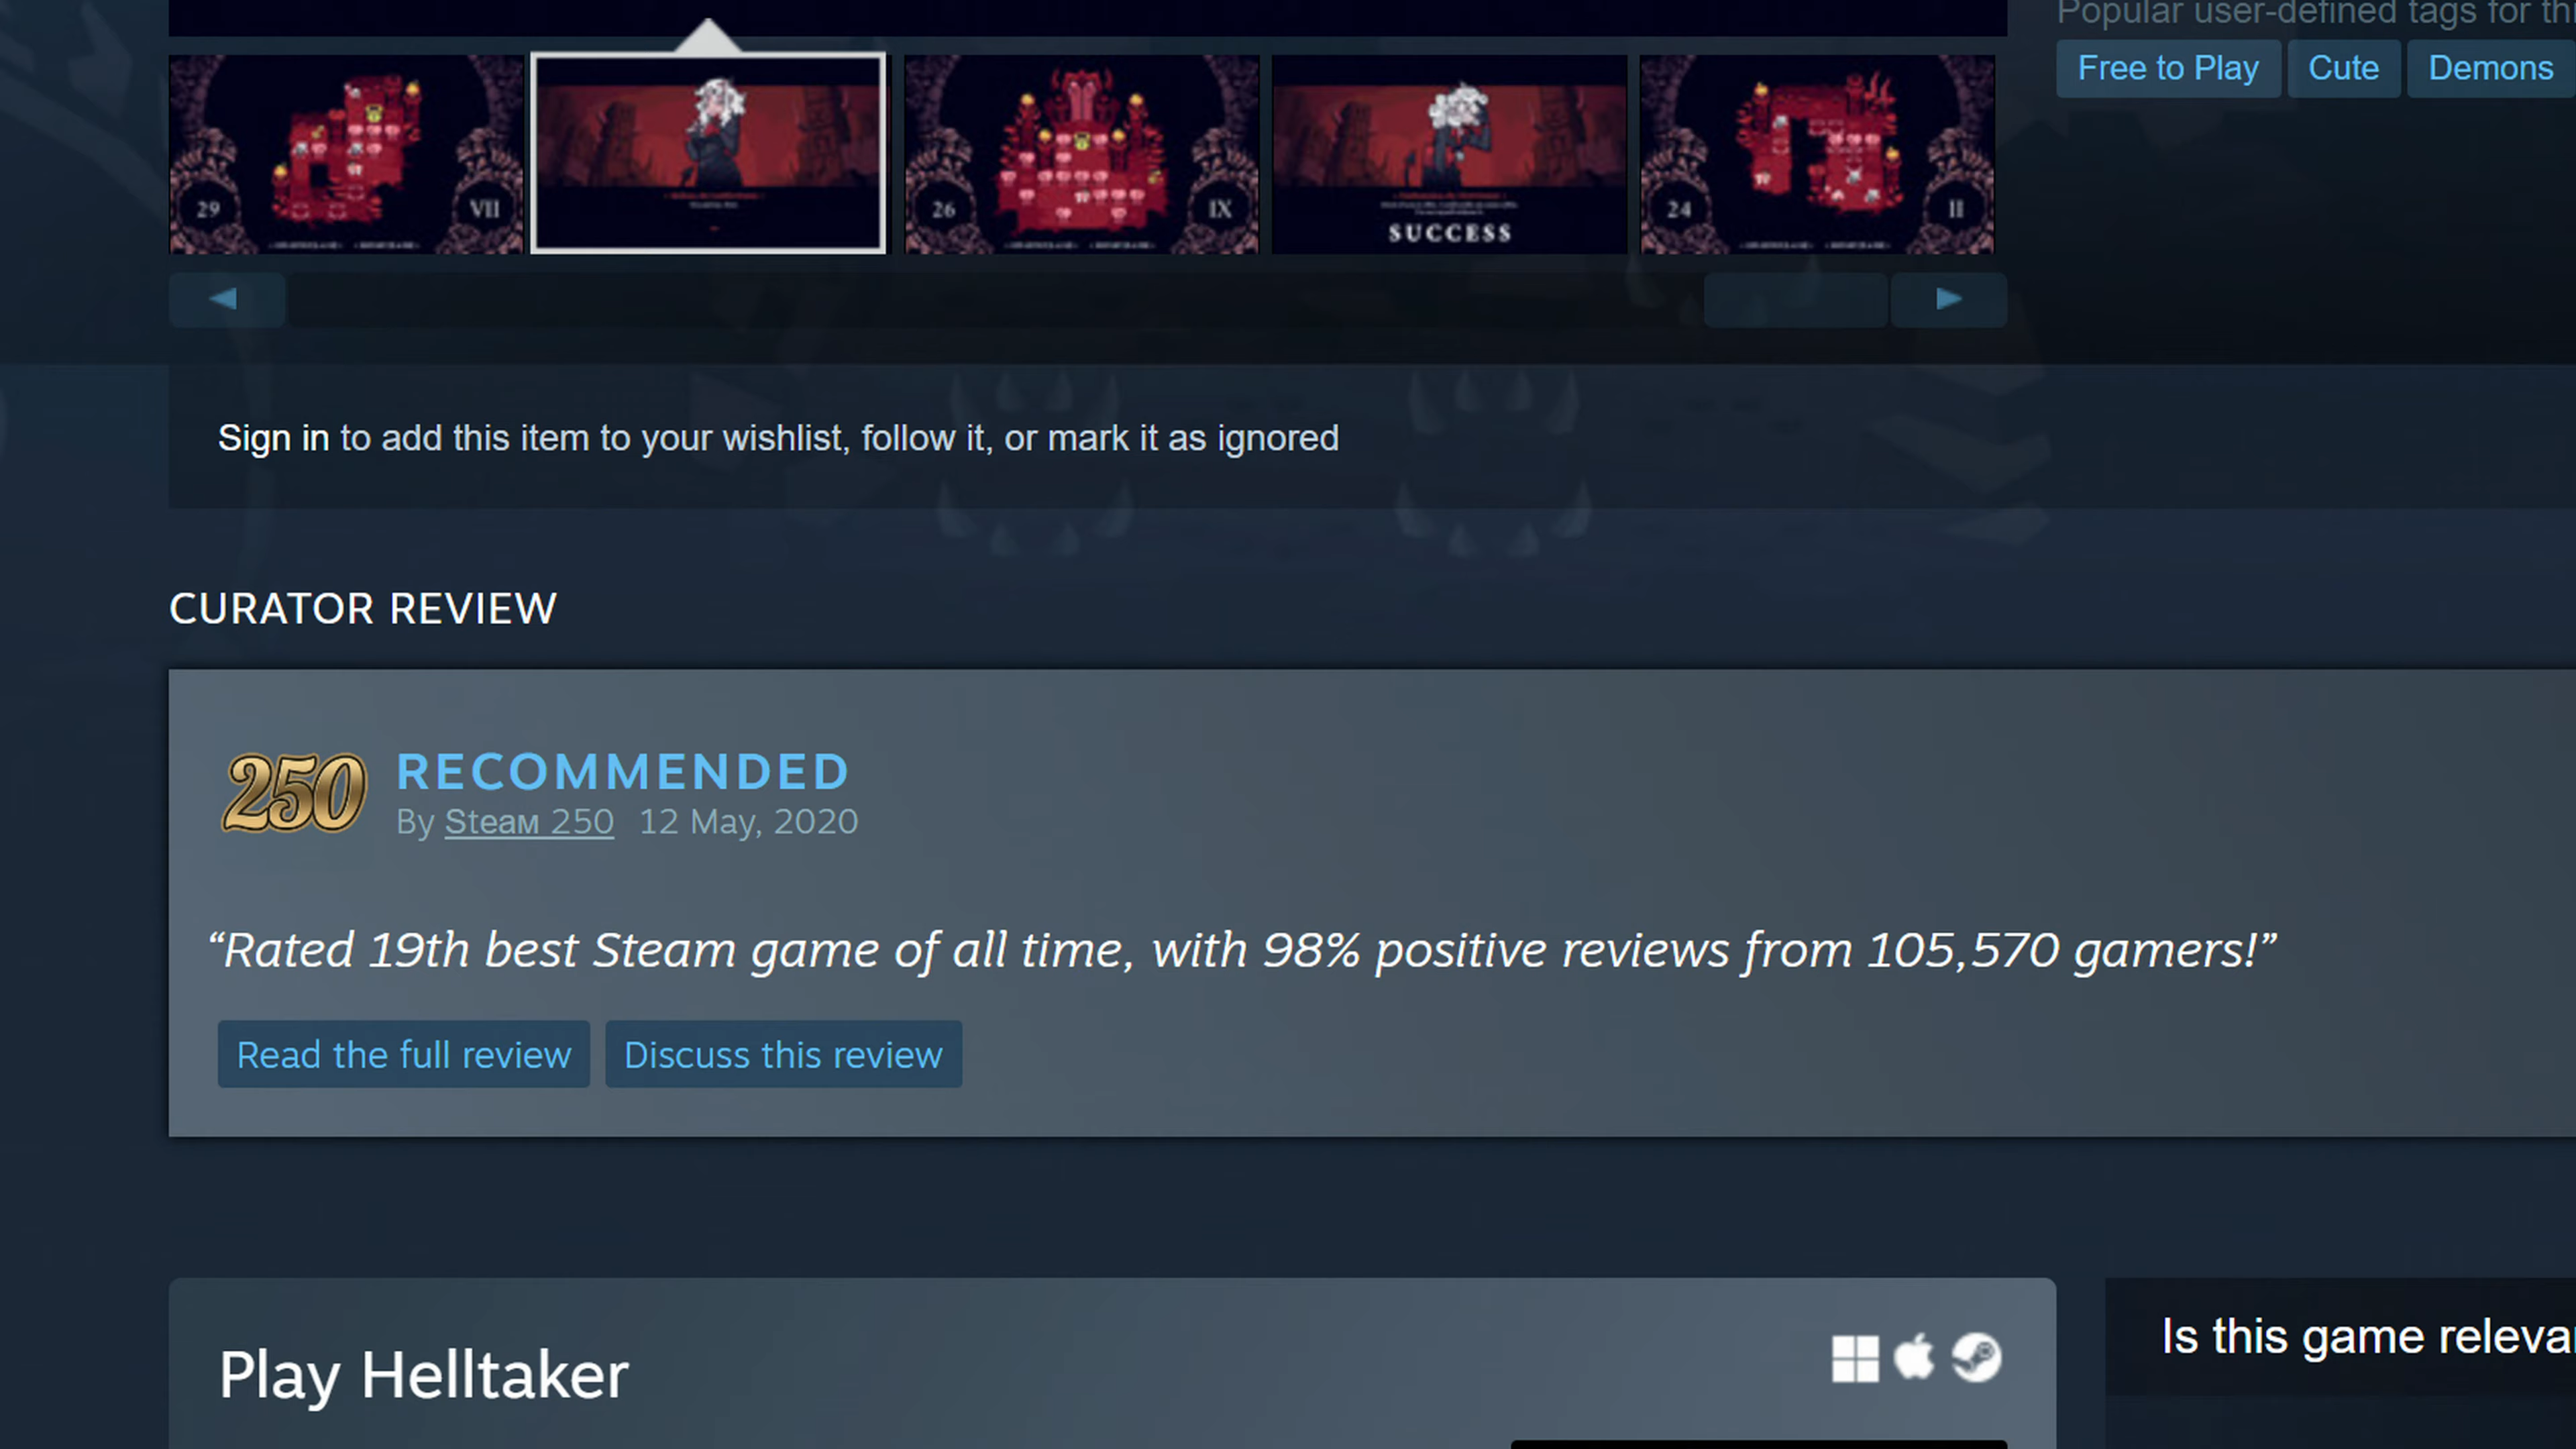 Popular user-defined tags for
Free to Play Cute Demons
29 VII 26 IX SUCCESS 24 II
Sign in to add this item to your wishlist, follow it, or mark it as ignored
CURATOR REVIEW
250 RECOMMENDED
By Steaм 250 12 May, 2020
“Rated 19th best Steam game of all time, with 98% positive reviews from 105,570 gamers!”
Read the full review Discuss this review
Play Helltaker
Is this game releva